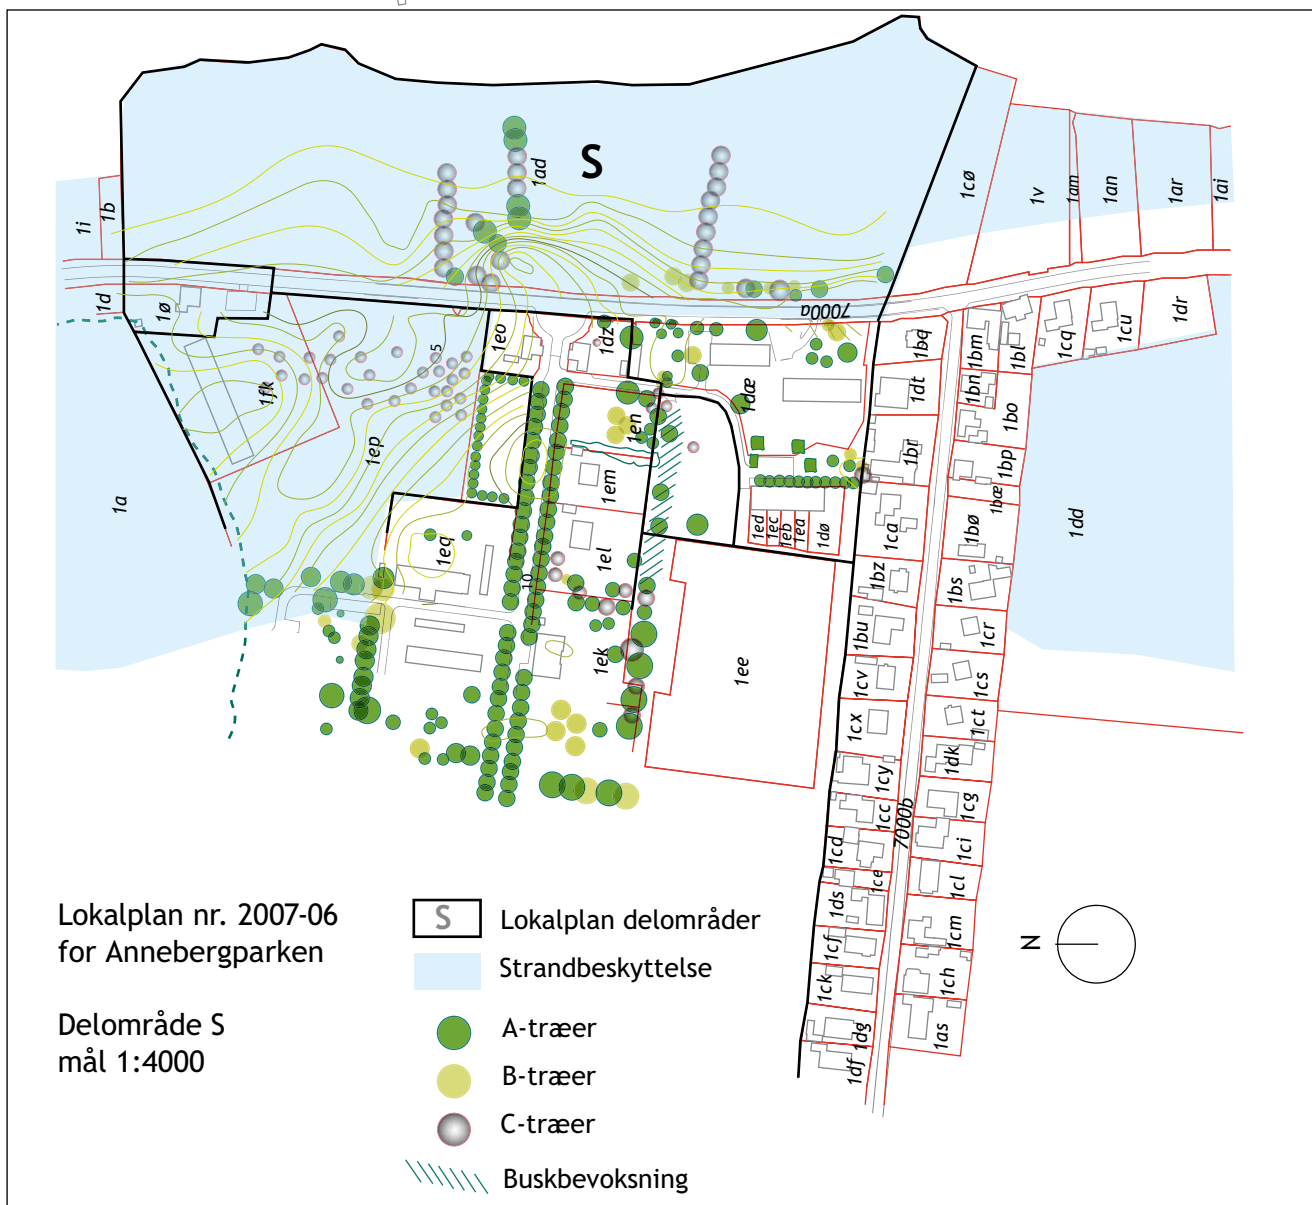 S
1ad
1i
1b
1d
1ø
1fk
1ep
5
1eo
1dz
1en
1em
1el
10
1eq
1ek
1a
1dæ
1ed
1ec
1eb
1ea
1dø
1ee
7000a
1cø
1v
1am
1an
1ar
1ai
1bq
1dt
1br
1ca
1bz
1bu
1cv
1cx
1cy
1cc
1cd
1ce
1ds
1cf
1ck
1dg
1df
7000b
1bm
1bl
1cq
1cu
1dr
1bn
1bo
1bp
1bæ
1bø
1bs
1cr
1cs
1ct
1dk
1cg
1ci
1cl
1cm
1ch
1as
1dd
Lokalplan nr. 2007-06
for Annebergparken
Delområde S
mål 1:4000
S Lokalplan delområder
Strandbeskyttelse
A-træer
B-træer
C-træer
Buskbevoksning
N